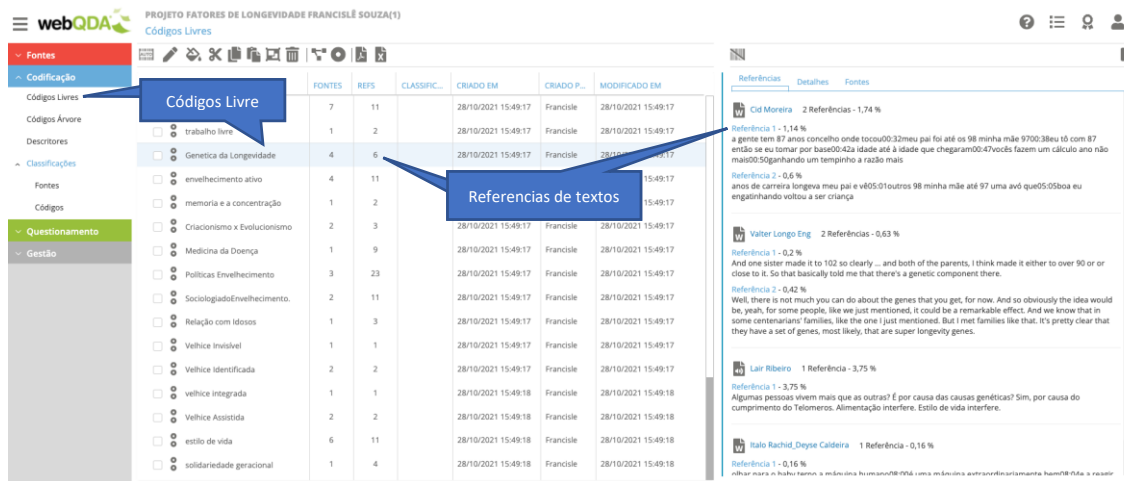 webQDA
PROJETO FATORES DE LONGEVIDADE FRANCISLÊ SOUZA(1)
Códigos Livres
Fontes
Codificação
Códigos Livres
Códigos Árvore
Descritores
Classificações
Fontes
Códigos
Questionamento
Gestão
Códigos Livre
Referencias de textos
FONTES REFS CLASSIFIC... CRIADO EM CRIADO P... MODIFICADO EM
7 11 28/10/2021 15:49:17 Francisle 28/10/2021 15:49:17
trabalho livre 1 2 28/10/2021 15:49:17 Francisle 28/10/2021 15:49:17
Genetica da Longevidade 4 6 28/10/2021 15:49:17 Francisle 28/10/2021 15:49:17
envelhecimento ativo 4 11 15:49:17
memoria e a concentração 1 2 15:49:17
Criacionismo x Evolucionismo 2 3 28/10/2021 15:49:17 Francisle 28/10/2021 15:49:17
Medicina da Doença 1 9 28/10/2021 15:49:17 Francisle 28/10/2021 15:49:17
Políticas Envelhecimento 3 23 28/10/2021 15:49:17 Francisle 28/10/2021 15:49:17
SociologiadoEnvelhecimento. 2 11 28/10/2021 15:49:17 Francisle 28/10/2021 15:49:17
Relação com Idosos 1 3 28/10/2021 15:49:17 Francisle 28/10/2021 15:49:17
Velhice Invisível 1 1 28/10/2021 15:49:17 Francisle 28/10/2021 15:49:17
Velhice Identificada 2 2 28/10/2021 15:49:17 Francisle 28/10/2021 15:49:17
velhice integrada 1 1 28/10/2021 15:49:18 Francisle 28/10/2021 15:49:18
Velhice Assistida 2 2 28/10/2021 15:49:18 Francisle 28/10/2021 15:49:18
estilo de vida 6 11 28/10/2021 15:49:18 Francisle 28/10/2021 15:49:18
solidariedade geracional 1 4 28/10/2021 15:49:18 Francisle 28/10/2021 15:49:18
Referências Detalhes Fontes
Cid Moreira 2 Referências - 1,74 %
Referência 1 - 1,14 %
a gente tem 87 anos concelho onde tocou00:32meu pai foi até os 98 minha mãe 9700:38eu tô com 87
então se eu tomar por base00:42a idade até à idade que chegaram00:47vocês fazem um cálculo ano não
mais00:50ganhando um tempinho a razão mais
Referência 2 - 0,6 %
anos de carreira longeva meu pai e vê05:01outros 98 minha mãe até 97 uma avó que05:05boa eu
engatinhando voltou a ser criança
Valter Longo Eng 2 Referências - 0,63 %
Referência 1 - 0,2 %
And one sister made it to 102 so clearly ... and both of the parents, I think made it either to over 90 or or
close to it. So that basically told me that there's a genetic component there.
Referência 2 - 0,42 %
Well, there is not much you can do about the genes that you get, for now. And so obviously the idea would
be, yeah, for some people, like we just mentioned, it could be a remarkable effect. And we know that in
some centenarians' families, like the one I just mentioned. But I met families like that. It's pretty clear that
they have a set of genes, most likely, that are super longevity genes.
Lair Ribeiro 1 Referência - 3,75 %
Referência 1 - 3,75 %
Algumas pessoas vivem mais que as outras? É por causa das causas genéticas? Sim, por causa do
cumprimento do Telomeros. Alimentação interfere. Estilo de vida interfere.
Italo Rachid_Deyse Caldeira 1 Referência - 0,16 %
Referência 1 - 0,16 %